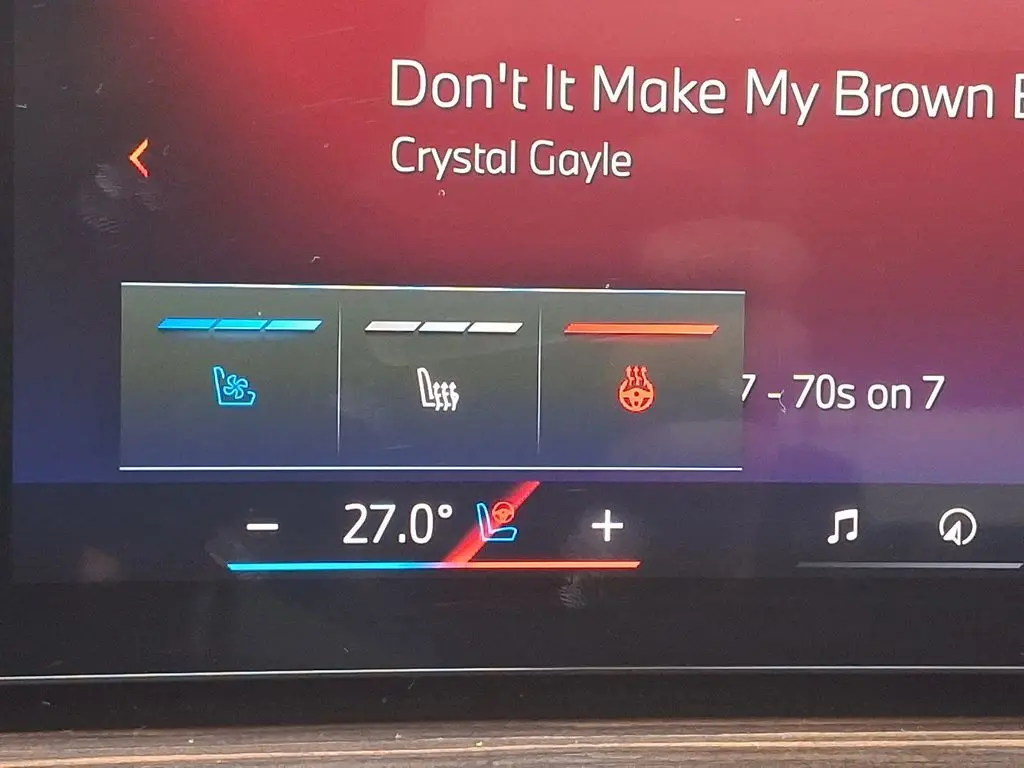 Don't It Make My Brown
Crystal Gayle
7 - 70s on 7
− 27.0° +